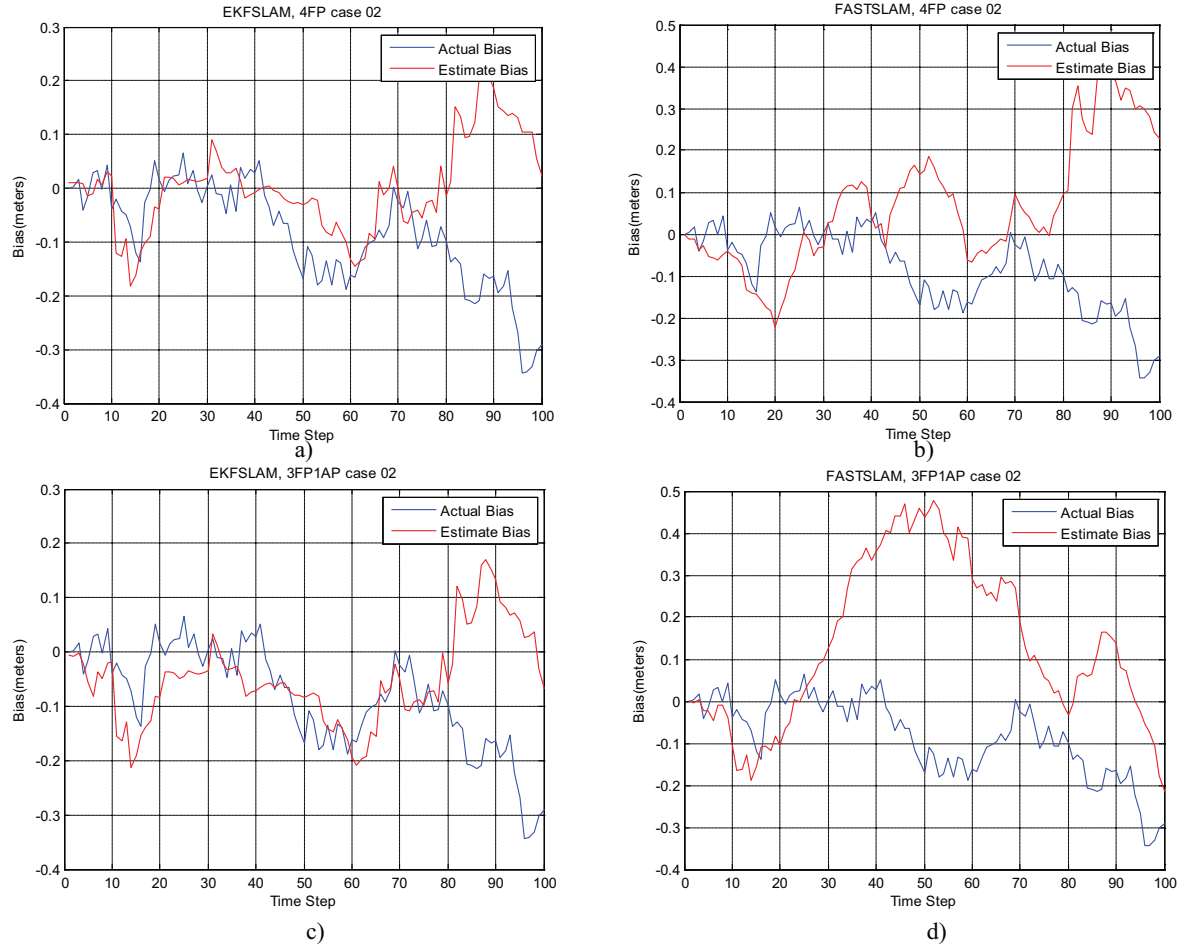 EKFSLAM, 4FP case 02
0.3
0.2
0.1
0
-0.1
-0.2
-0.3
-0.4
Bias(meters)
Actual Bias
Estimate Bias
0 10 20 30 40 50 60 70 80 90 100
Time Step
a)
FASTSLAM, 4FP case 02
0.5
0.4
0.3
0.2
0.1
0
-0.1
-0.2
-0.3
-0.4
Bias(meters)
Actual Bias
Estimate Bias
0 10 20 30 40 50 60 70 80 90 100
Time Step
b)
EKFSLAM, 3FP1AP case 02
0.3
0.2
0.1
0
-0.1
-0.2
-0.3
-0.4
Bias(meters)
Actual Bias
Estimate Bias
0 10 20 30 40 50 60 70 80 90 100
Time Step
c)
FASTSLAM, 3FP1AP case 02
0.5
0.4
0.3
0.2
0.1
0
-0.1
-0.2
-0.3
-0.4
Bias(meters)
Actual Bias
Estimate Bias
0 10 20 30 40 50 60 70 80 90 100
Time Step
d)